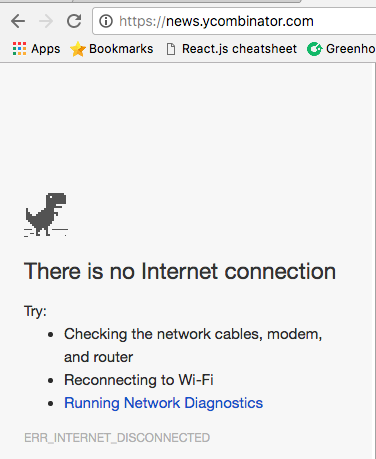 https://news.ycombinator.com
Apps Bookmarks React.js cheatsheet Greenho
There is no Internet connection
Try:
• Checking the network cables, modem,
and router
• Reconnecting to Wi-Fi
• Running Network Diagnostics
ERR_INTERNET_DISCONNECTED